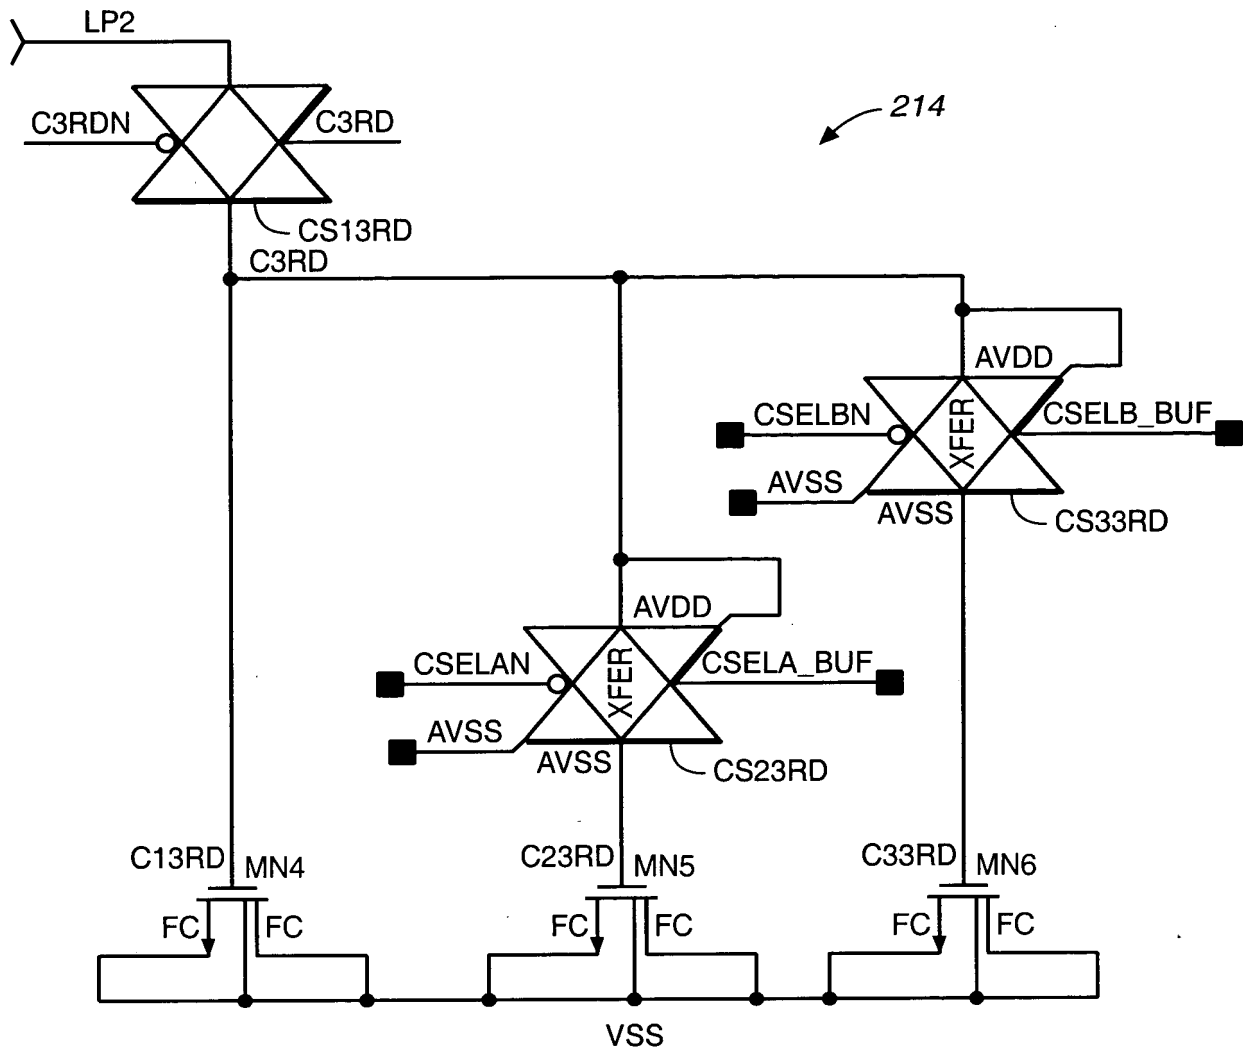 LP2
214
C3RDN
C3RD
CS13RD
C3RD
AVDD
CSELBN
XFER
CSELB_BUF
AVSS
AVSS
CS33RD
AVDD
CSELAN
XFER
CSELA_BUF
AVSS
AVSS
CS23RD
C13RD
MN4
C23RD
MN5
C33RD
MN6
FC
FC
FC
FC
FC
FC
VSS